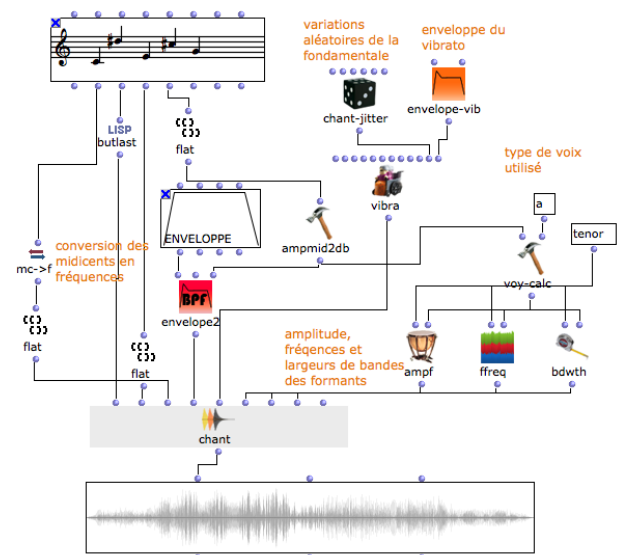 variations
aléatoires de la
fondamentale
enveloppe du
vibrato
chant-jitter
envelope-vib
LISP
butlast
flat
type de voix
utilisé
vibra
a
tenor
ENVELOPPE
ampmid2db
conversion des
midicents en
fréquences
mc->f
voy-calc
BPF
envelope2
flat
flat
amplitude,
fréqences et
largeurs de bandes
des formants
ampf
ffreq
bdwth
chant